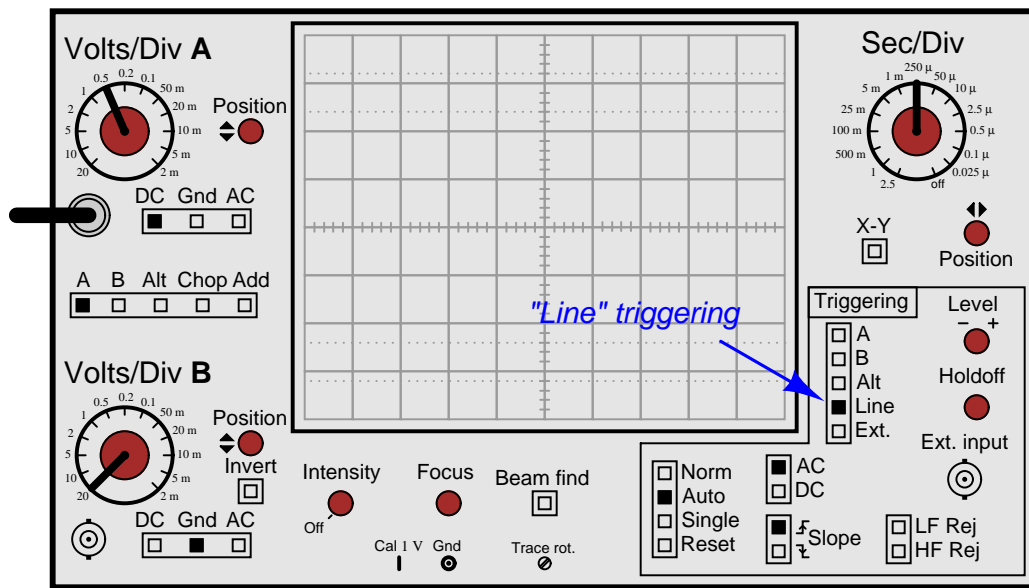 Volts/Div A
0.5 0.2 0.1
1 50 m
2 20 m
5 10 m
10 5 m
20 2 m
Position
DC Gnd AC
A B Alt Chop Add
Volts/Div B
0.5 0.2 0.1
1 50 m
2 20 m
5 10 m
10 5 m
20 2 m
Position
Invert
DC Gnd AC
"Line" triggering
Intensity
Off
Focus
Beam find
Cal 1 V Gnd
Trace rot.
Sec/Div
250 μ
1 m 50 μ
5 m 10 μ
25 m 2.5 μ
100 m 0.5 μ
500 m 0.1 μ
1 0.025 μ
2.5 off
X-Y
Position
Triggering
A
B
Alt
Line
Ext.
Level
− +
Holdoff
Ext. input
Norm
Auto
Single
Reset
AC
DC
Slope
LF Rej
HF Rej